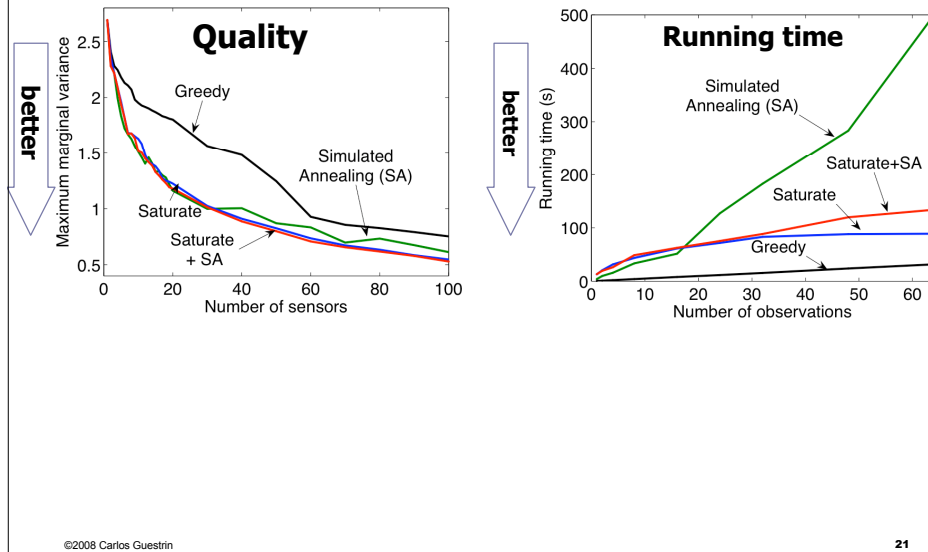 Quality
better
Maximum marginal variance
2.5
2
1.5
1
0.5
Greedy
Simulated
Annealing (SA)
Saturate
Saturate
+ SA
0
20
40
60
80
100
Number of sensors
Running time
better
Running time (s)
500
400
300
200
100
0
Simulated
Annealing (SA)
Saturate+SA
Saturate
Greedy
0
10
20
30
40
50
60
Number of observations
©2008 Carlos Guestrin
21